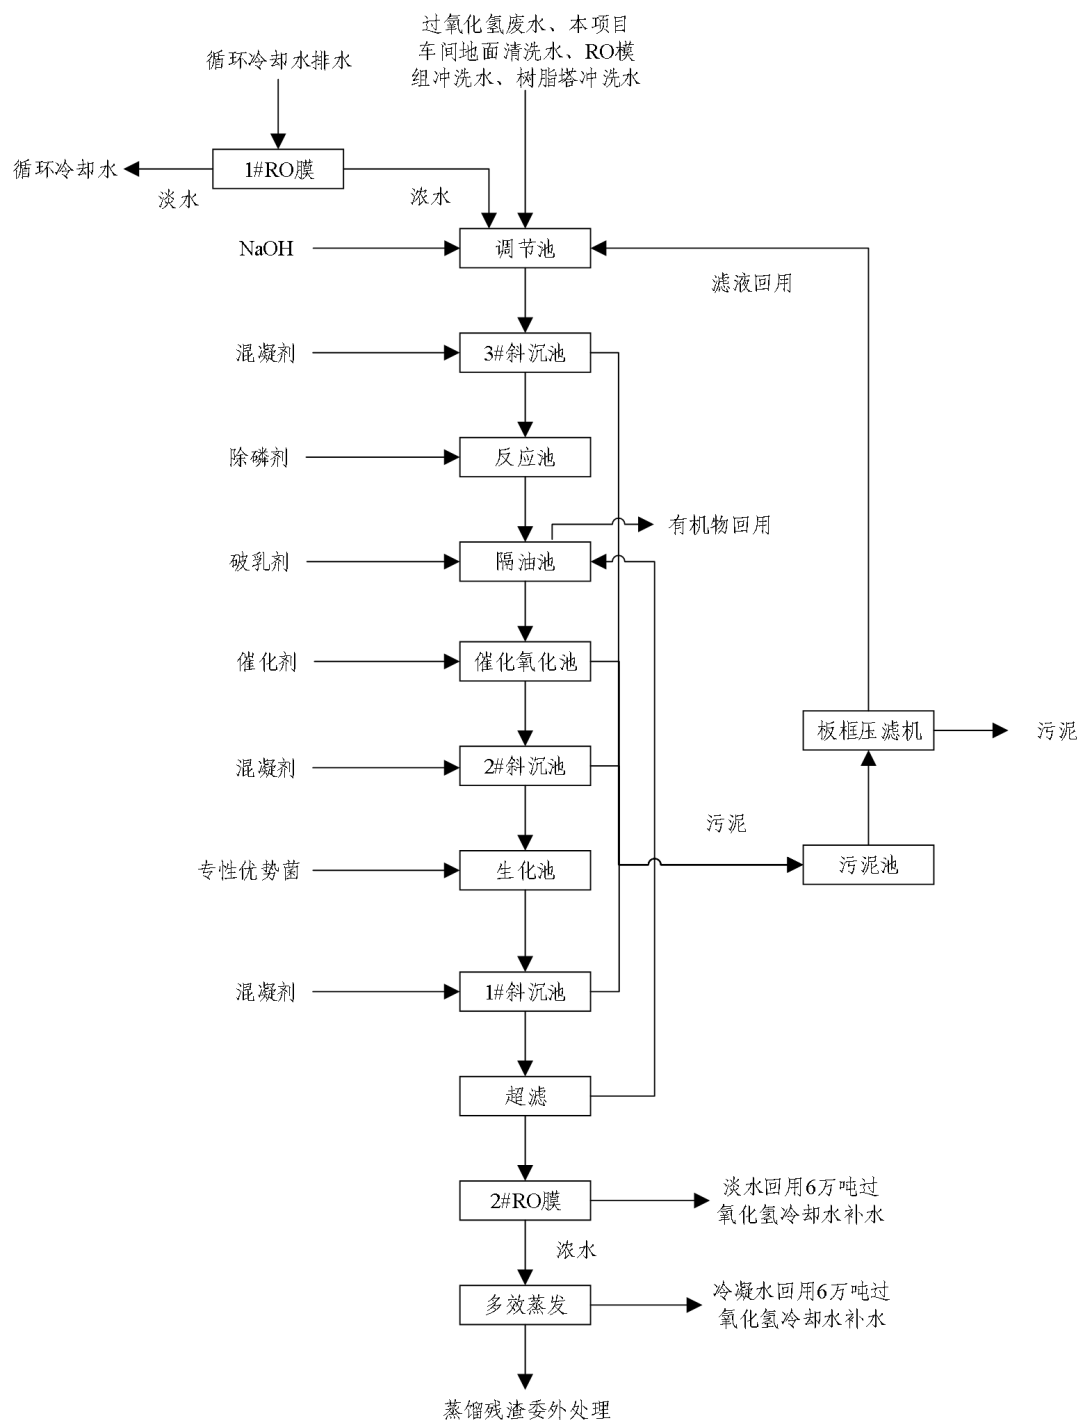 过氧化氢废水、本项目
车间地面清洗水、RO模
组冲洗水、树脂塔冲洗水
循环冷却水排水
循环冷却水
1#RO膜
淡水
浓水
NaOH
调节池
滤液回用
混凝剂
3#斜沉池
除磷剂
反应池
有机物回用
破乳剂
隔油池
催化剂
催化氧化池
板框压滤机
污泥
混凝剂
2#斜沉池
污泥
专性优势菌
生化池
污泥池
混凝剂
1#斜沉池
超滤
2#RO膜
淡水回用6万吨过
氧化氢冷却水补水
浓水
多效蒸发
冷凝水回用6万吨过
氧化氢冷却水补水
蒸馏残渣委外处理